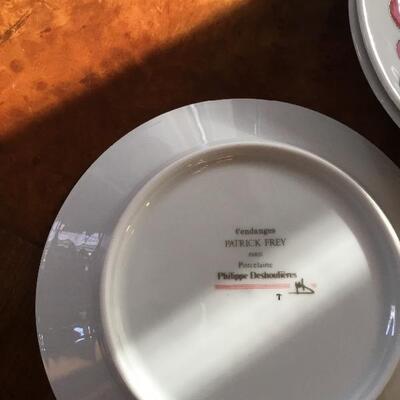 Vendanges
PATRICK FREY
PARIS
Porcelaine
Philippe Deshoulières
T